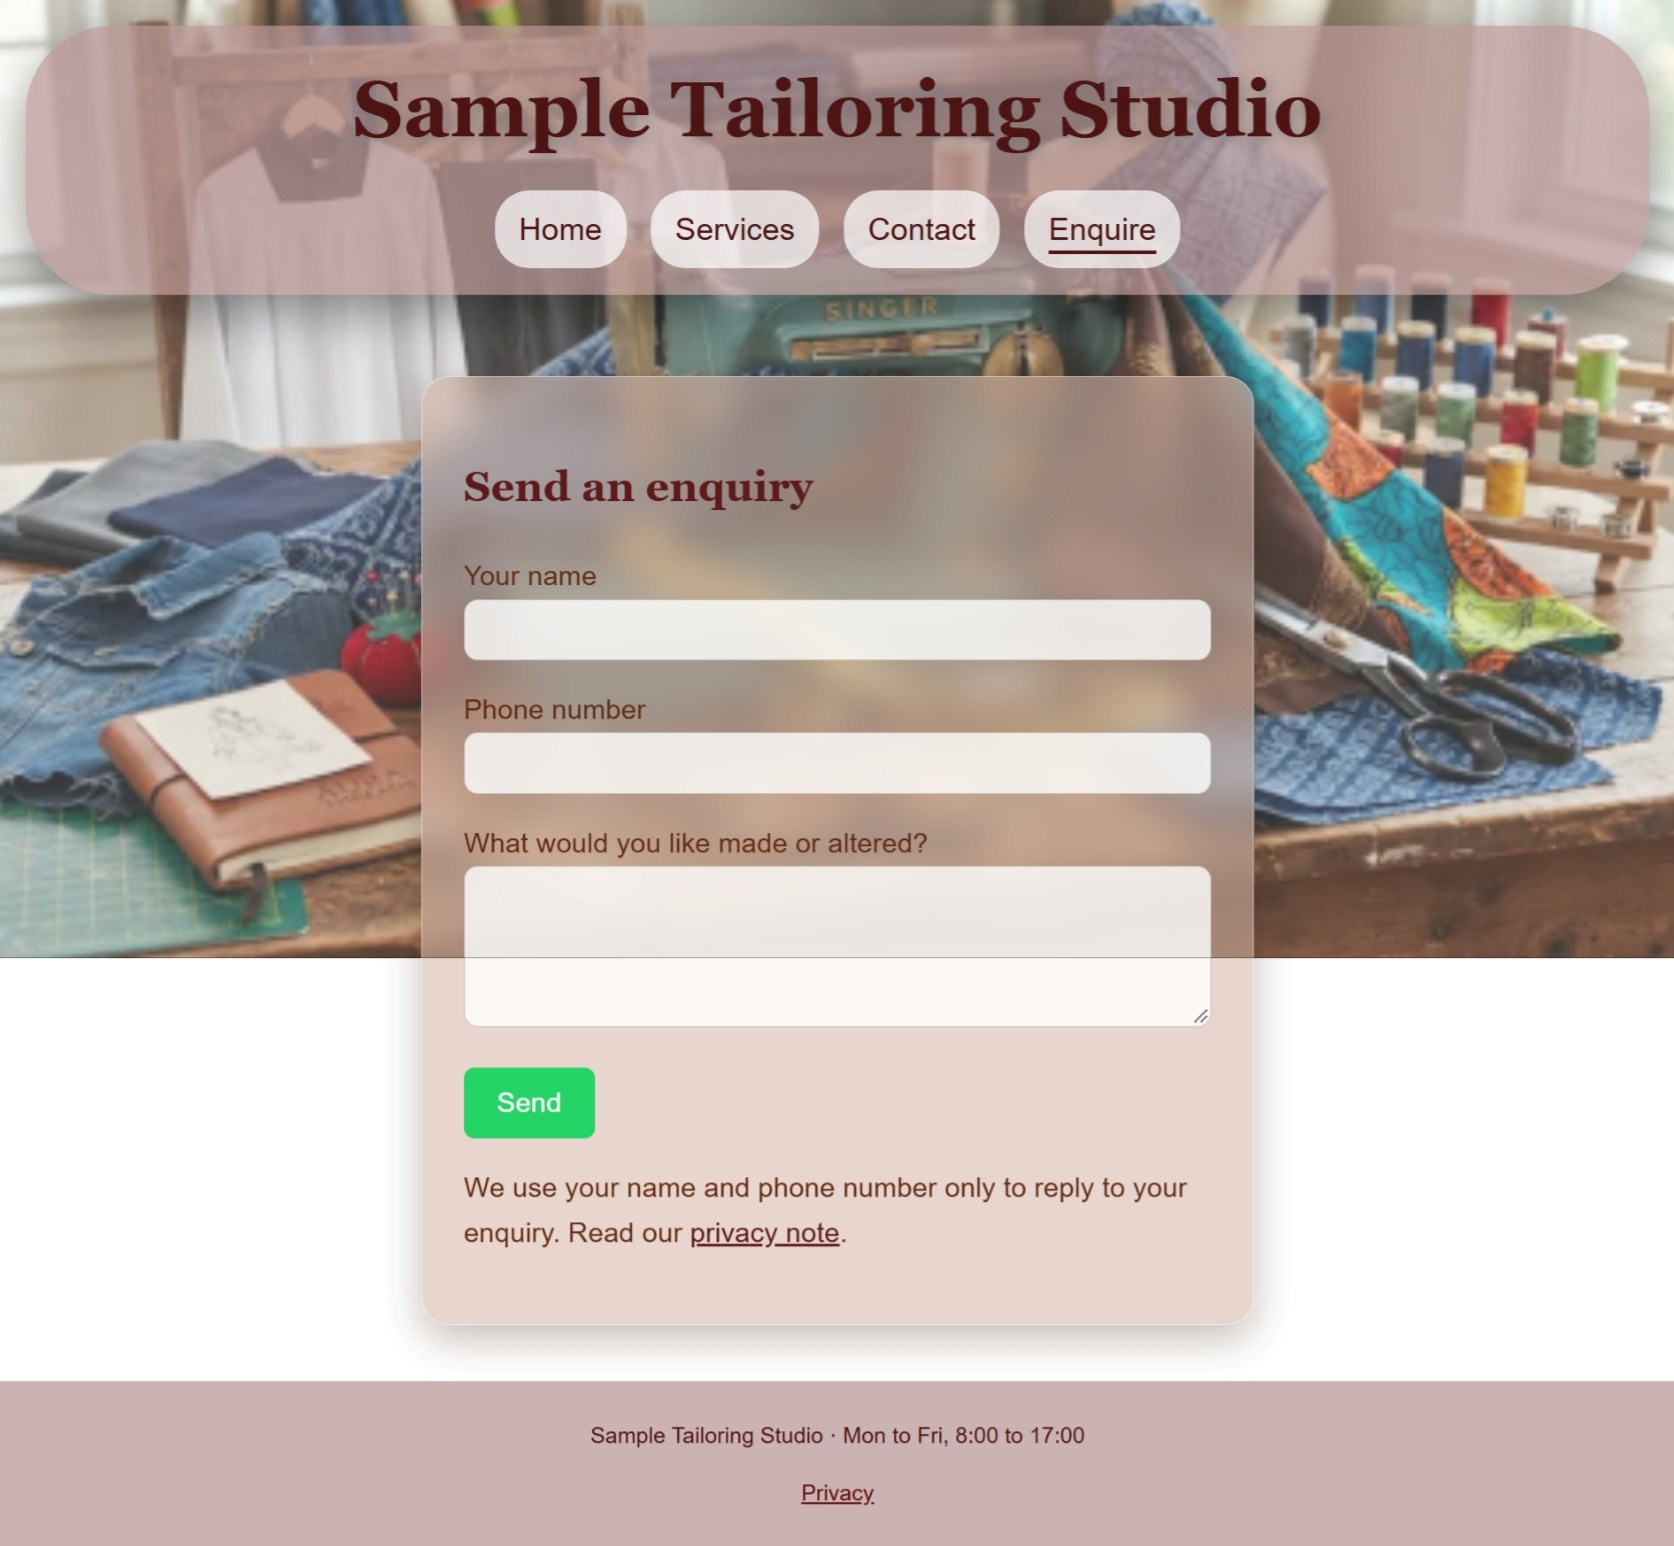 Sample Tailoring Studio
Home Services Contact Enquire
SINGER
Send an enquiry
Your name
Phone number
What would you like made or altered?
Send
We use your name and phone number only to reply to your
enquiry. Read our privacy note.
Sample Tailoring Studio · Mon to Fri, 8:00 to 17:00
Privacy